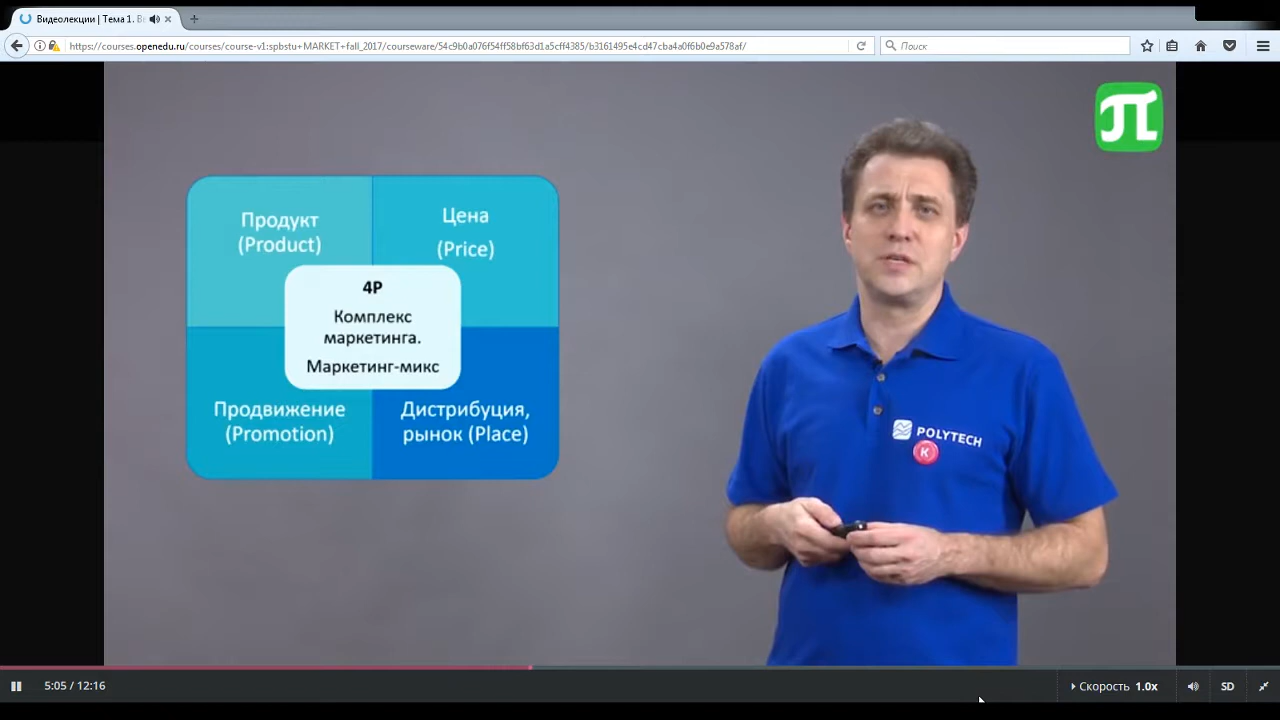 Видеолекции | Тема 1. В
https://courses.openedu.ru/courses/course-v1:spbstu+MARKET+fall_2017/courseware/54c9b0a076f54ff58bf63d1a5cff4385/b3161495e4cd47cba4a0f6b0e9a578af/
Поиск
Продукт
(Product)
Цена
(Price)
4P
Комплекс
маркетинга.
Маркетинг-микс
Продвижение
(Promotion)
Дистрибуция,
рынок (Place)
POLYTECH
K
5:05 / 12:16
Скорость 1.0x
SD